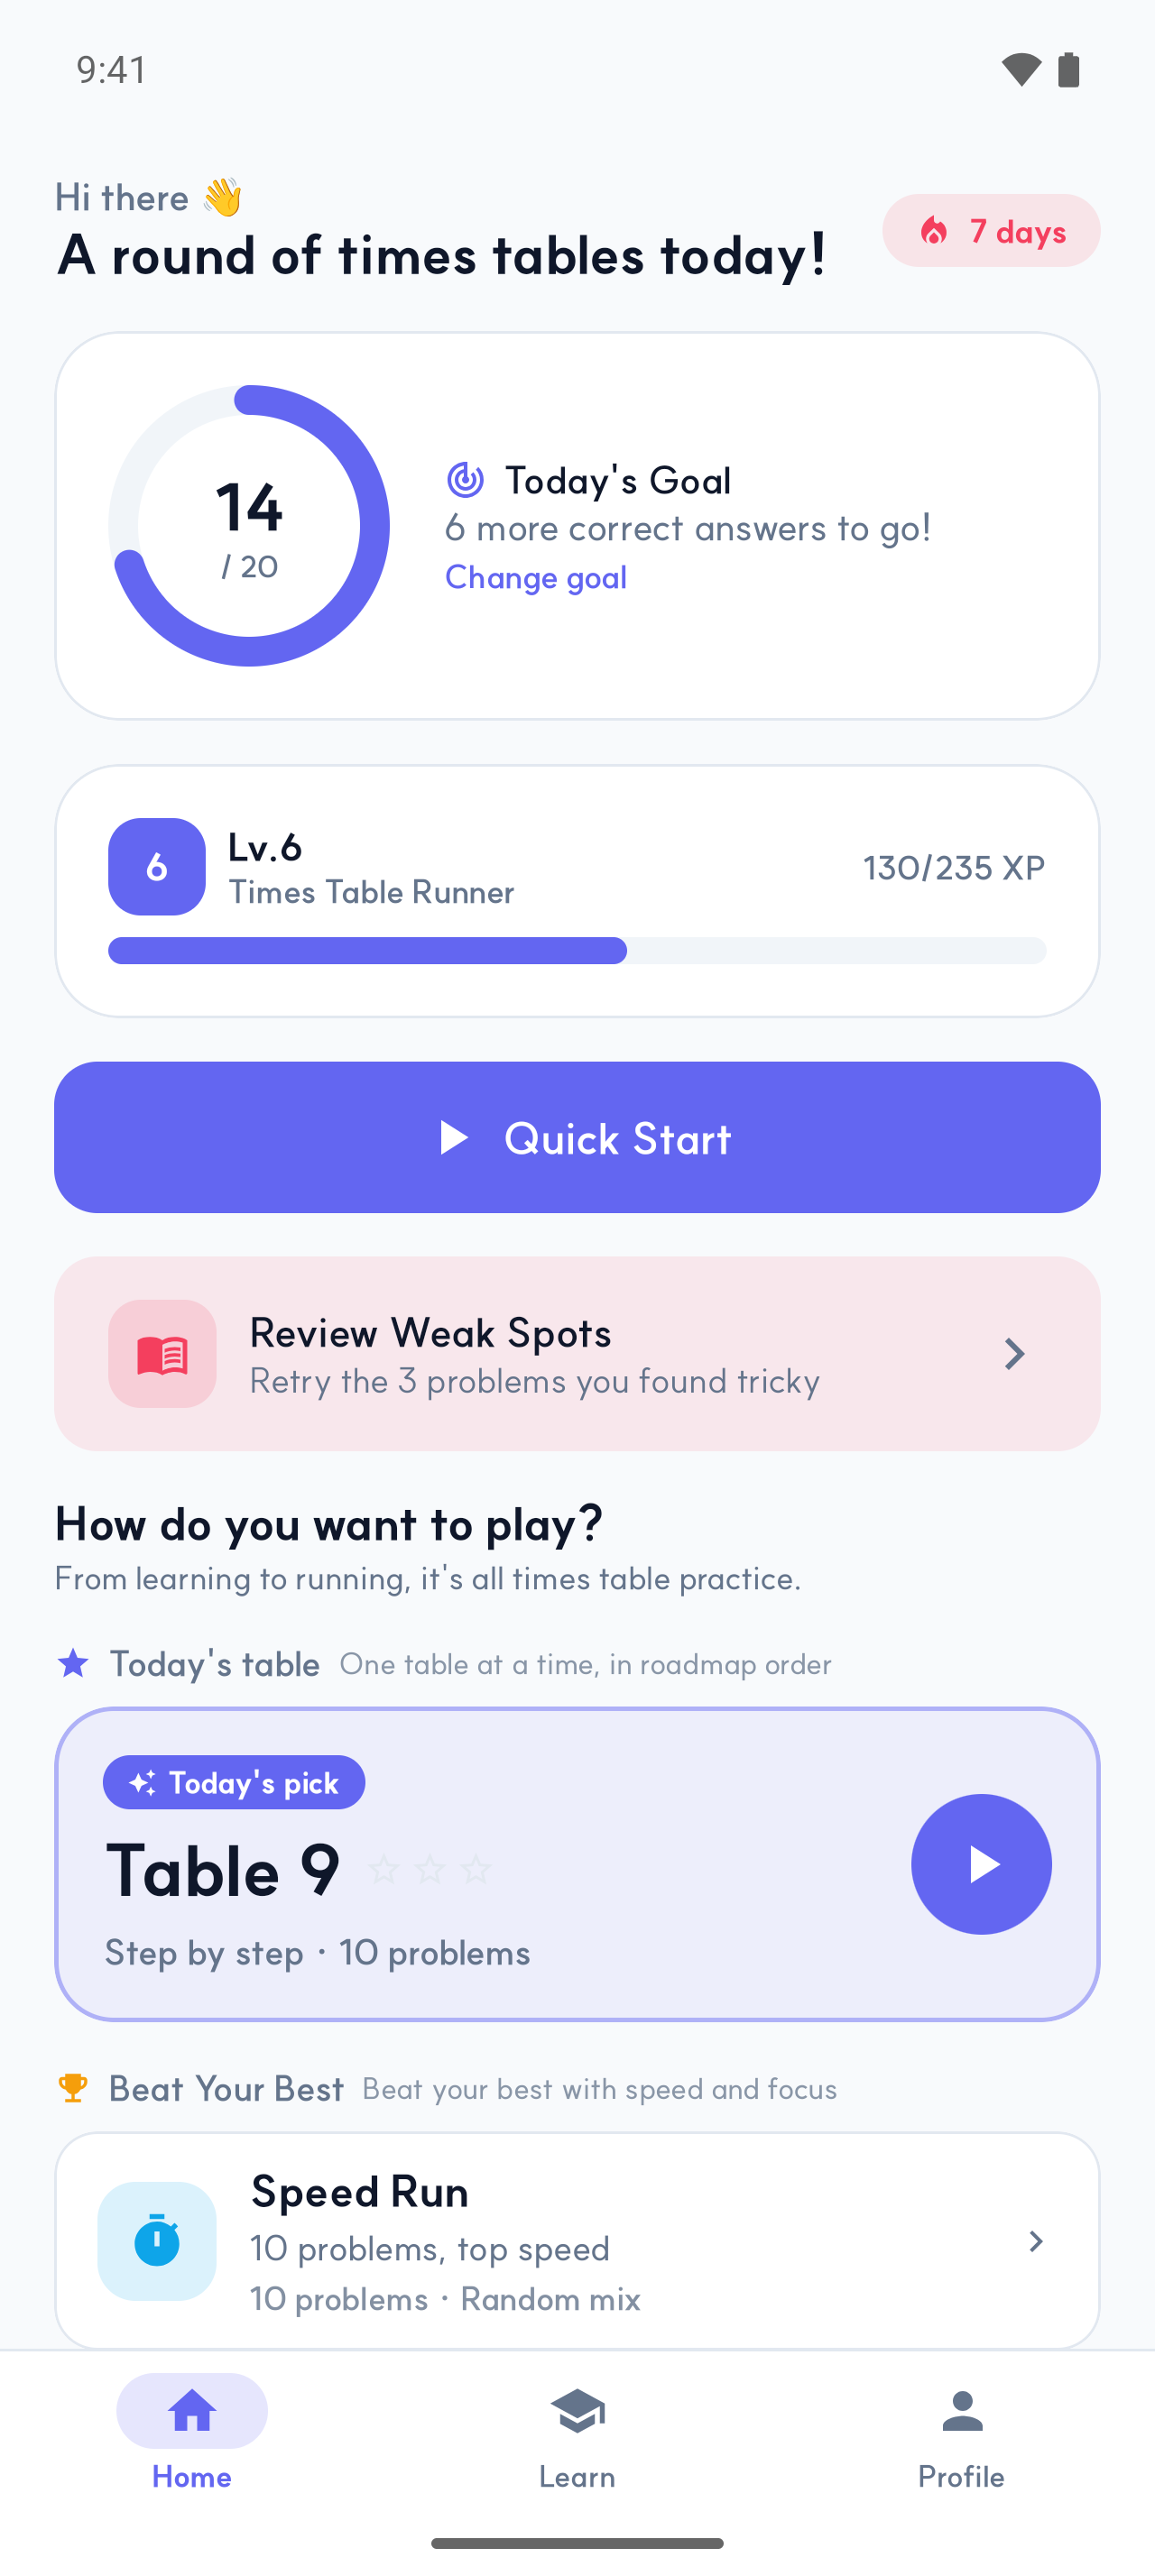 9:41
Hi there 👋
A round of times tables today!
7 days
14
/ 20
Today's Goal
6 more correct answers to go!
Change goal
6
Lv.6
Times Table Runner
130/235 XP
Quick Start
Review Weak Spots
Retry the 3 problems you found tricky
How do you want to play?
From learning to running, it's all times table practice.
Today's table One table at a time, in roadmap order
Today's pick
Table 9
Step by step · 10 problems
Beat Your Best Beat your best with speed and focus
Speed Run
10 problems, top speed
10 problems · Random mix
Home
Learn
Profile